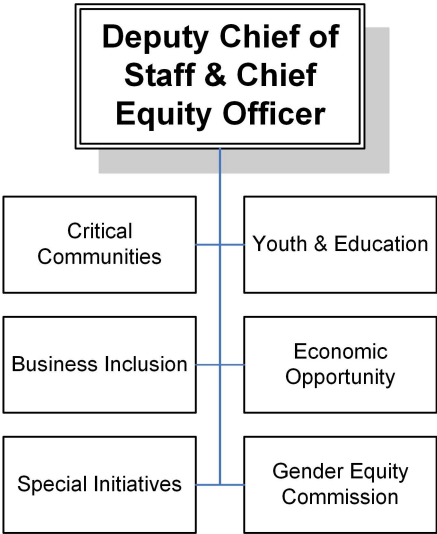 Deputy Chief of
Staff & Chief
Equity Officer
Critical
Communities
Youth & Education
Business Inclusion
Economic
Opportunity
Special Initiatives
Gender Equity
Commission